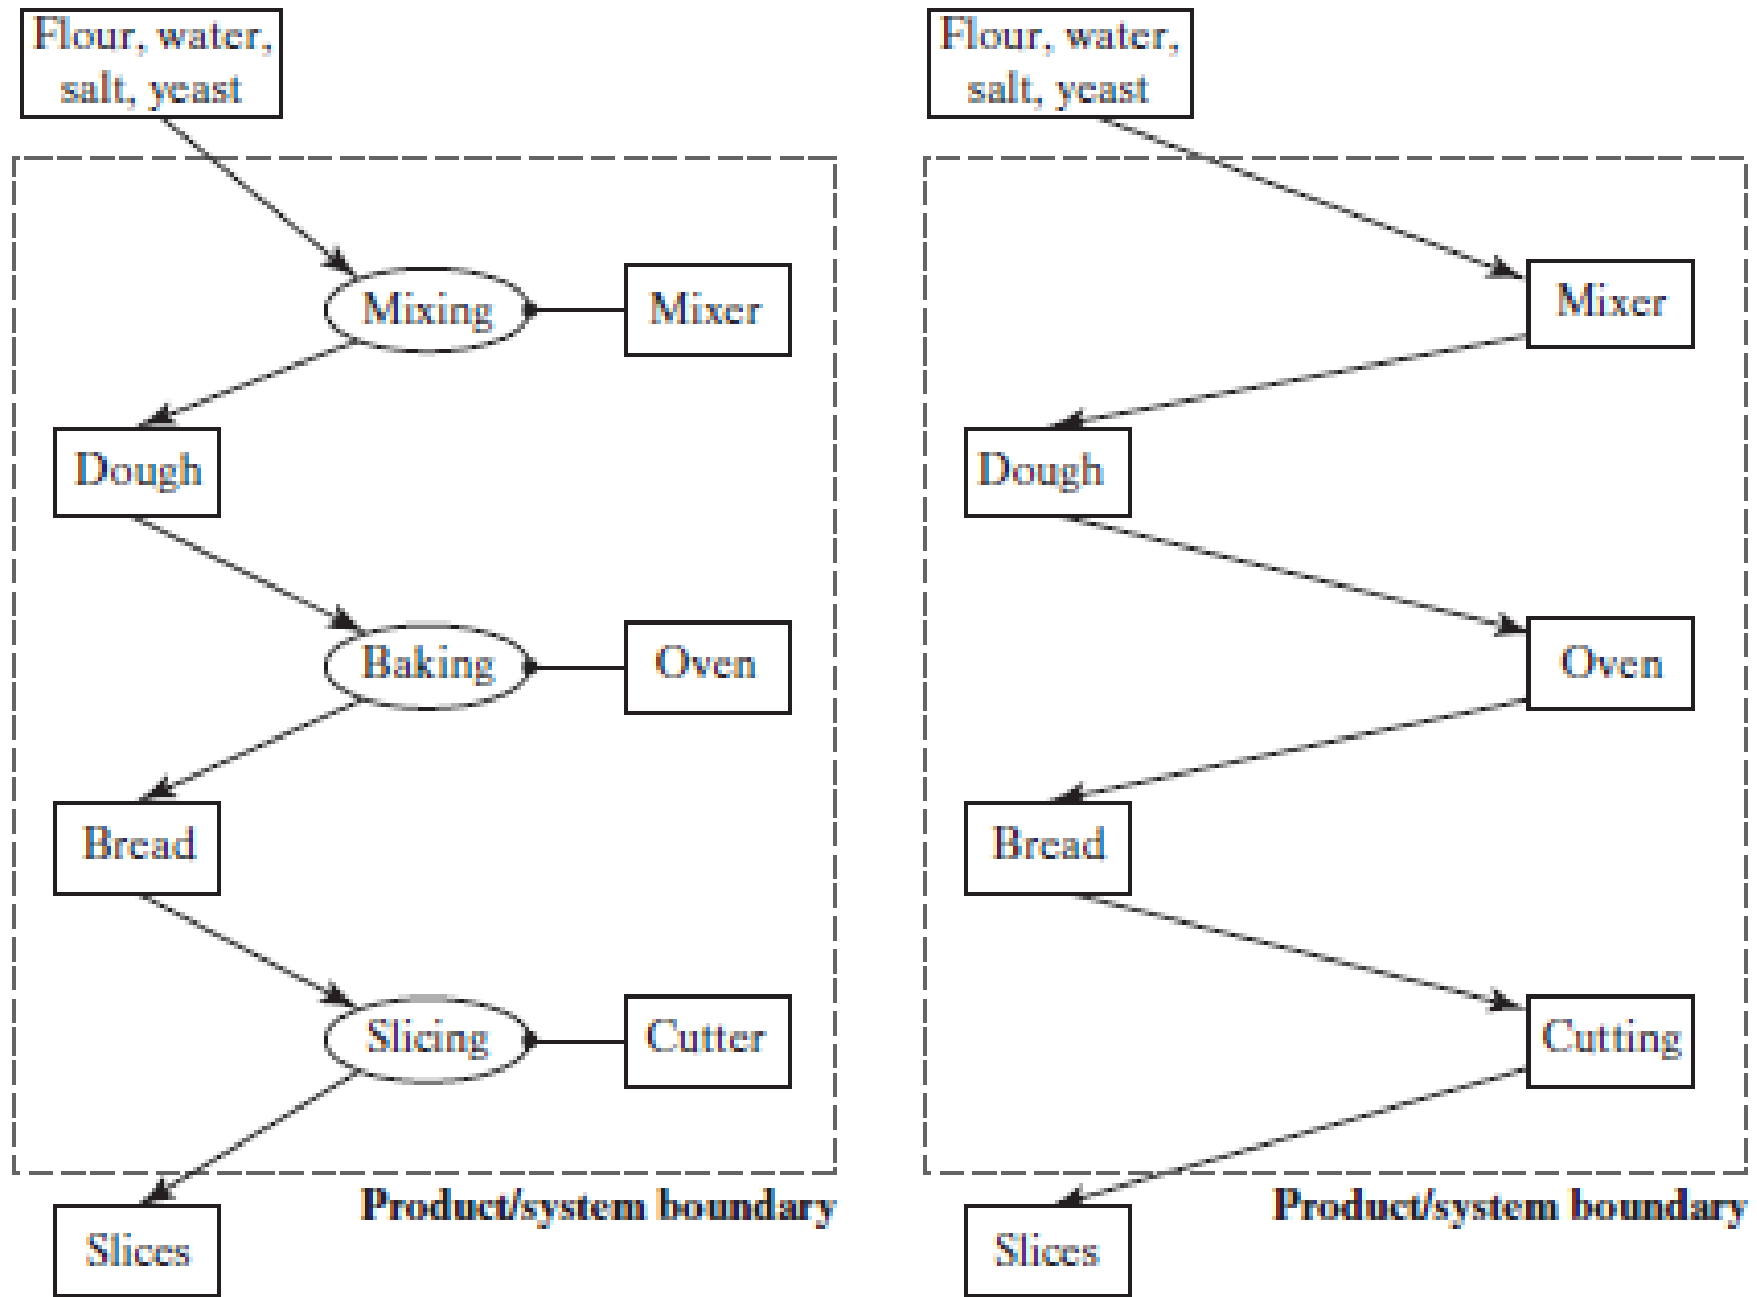 Flour, water,
salt, yeast
Mixing
Mixer
Dough
Baking
Oven
Bread
Slicing
Cutter
Product/system boundary
Slices
Flour, water,
salt, yeast
Mixer
Dough
Oven
Bread
Cutting
Product/system boundary
Slices